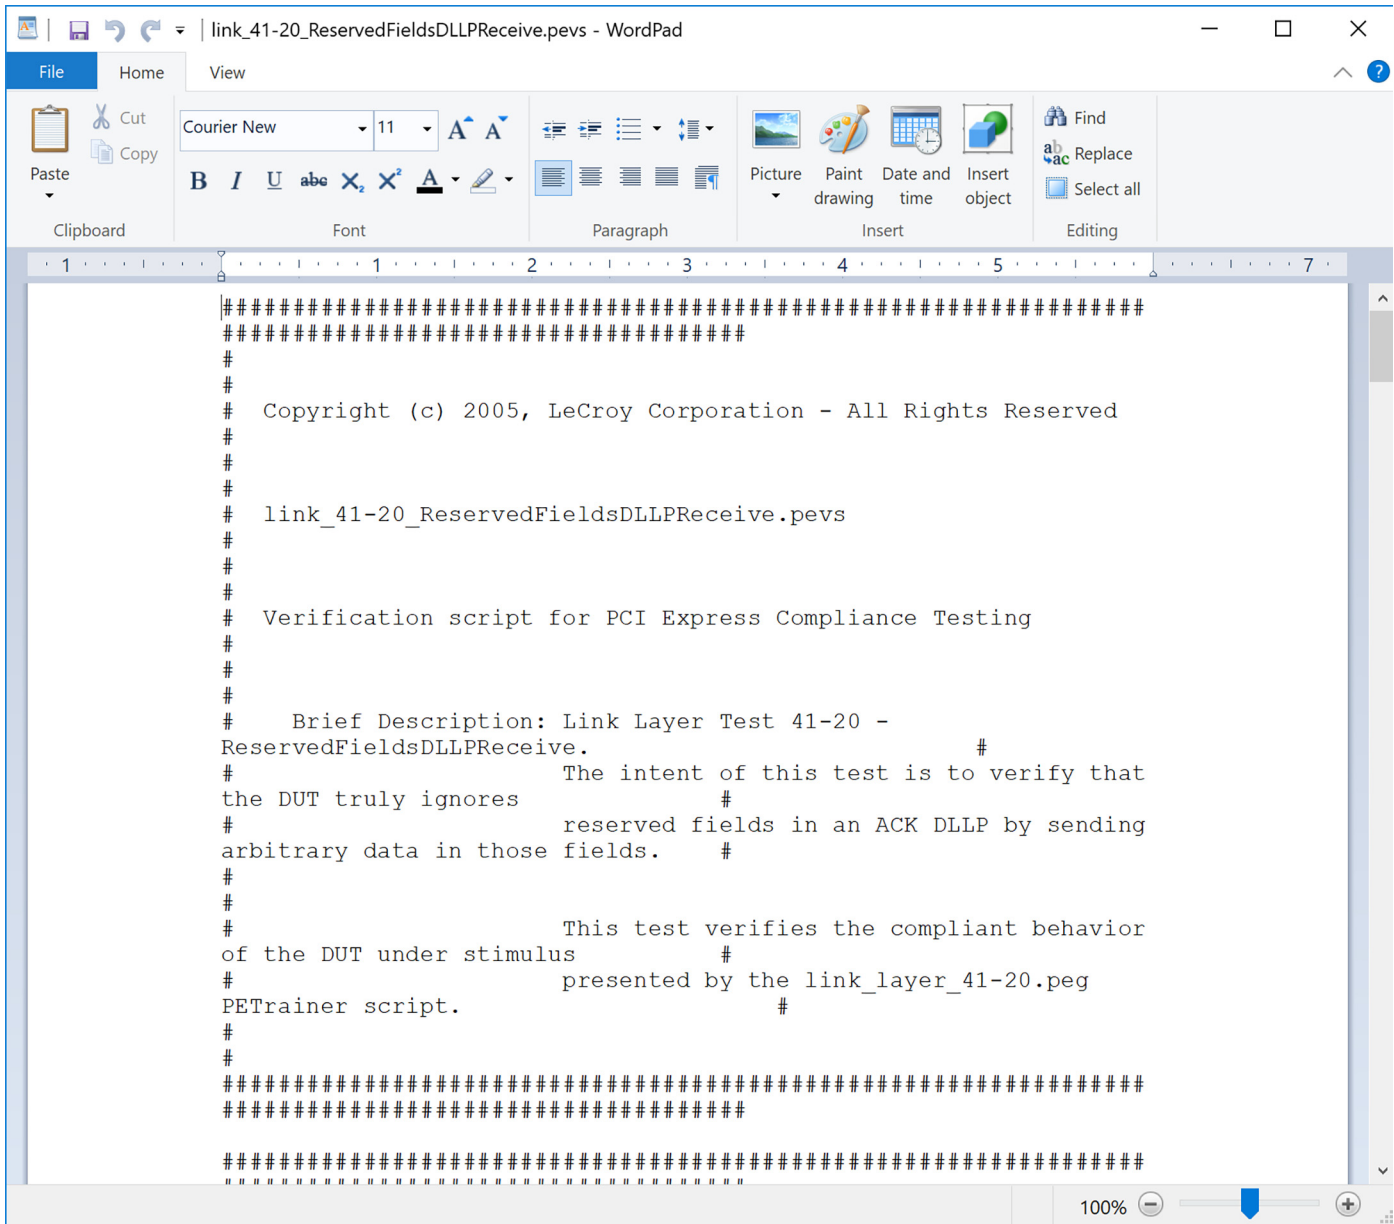 link_41-20_ReservedFieldsDLLPReceive.pevs - WordPad
File Home View
Paste
Cut
Copy
Clipboard
Courier New 11
B I U abc X₂ X² A
Font
Paragraph
Picture
Paint drawing
Date and time
Insert object
Insert
Find
Replace
Select all
Editing
1 1 2 3 4 5 7
#################################################################
#####################################
#
#
#  Copyright (c) 2005, LeCroy Corporation - All Rights Reserved
#
#
#
#  link_41-20_ReservedFieldsDLLPReceive.pevs
#
#
#
#  Verification script for PCI Express Compliance Testing
#
#
#
#    Brief Description: Link Layer Test 41-20 -
ReservedFieldsDLLPReceive. #
# The intent of this test is to verify that
the DUT truly ignores #
# reserved fields in an ACK DLLP by sending
arbitrary data in those fields. #
#
#
# This test verifies the compliant behavior
of the DUT under stimulus #
# presented by the link_layer_41-20.peg
PETrainer script. #
#
#
#################################################################
#####################################
#################################################################
#####################################
100%